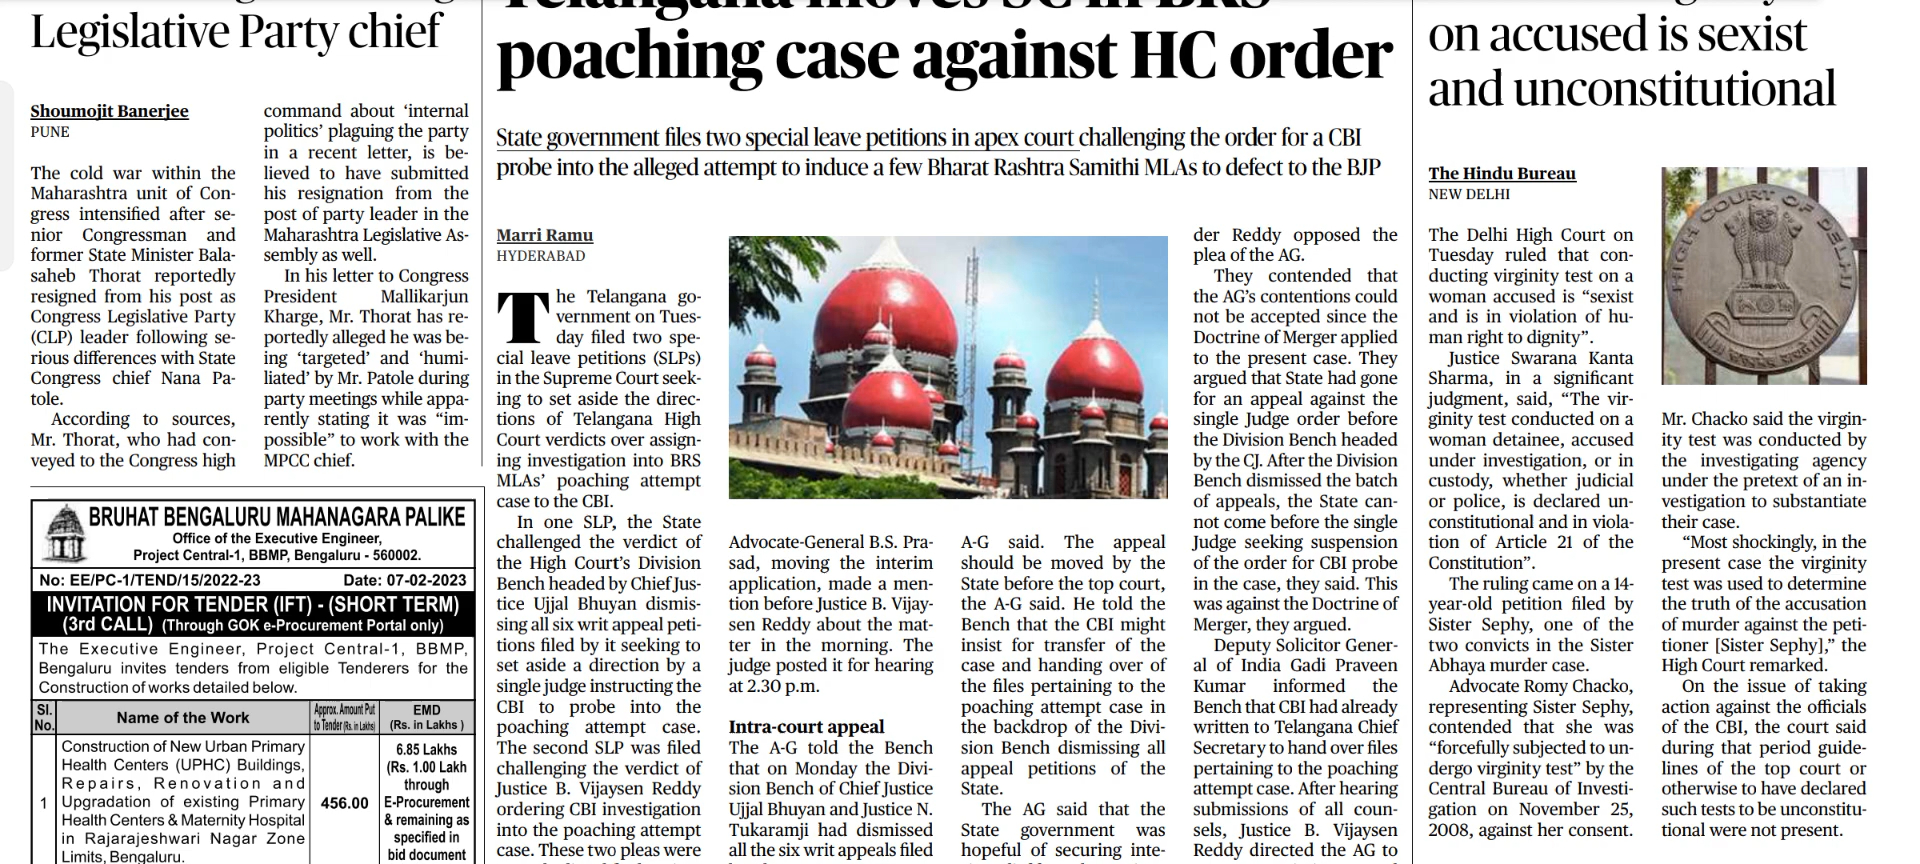 Legislative Party chief
Shoumojit Banerjee
PUNE
The cold war within the
Maharashtra unit of Con-
gress intensified after se-
nior Congressman and
former State Minister Bala-
saheb Thorat reportedly
resigned from his post as
Congress Legislative Party
(CLP) leader following se-
rious differences with State
Congress chief Nana Pa-
tole.
According to sources,
Mr. Thorat, who had con-
veyed to the Congress high
command about ‘internal
politics’ plaguing the party
in a recent letter, is be-
lieved to have submitted
his resignation from the
post of party leader in the
Maharashtra Legislative As-
sembly as well.
In his letter to Congress
President Mallikarjun
Kharge, Mr. Thorat has re-
portedly alleged he was be-
ing ‘targeted’ and ‘humi-
liated’ by Mr. Patole during
party meetings while appa-
rently stating it was “im-
possible” to work with the
MPCC chief.
BRUHAT BENGALURU MAHANAGARA PALIKE
Office of the Executive Engineer,
Project Central-1, BBMP, Bengaluru - 560002.
No: EE/PC-1/TEND/15/2022-23 Date: 07-02-2023
INVITATION FOR TENDER (IFT) - (SHORT TERM)
(3rd CALL) (Through GOK e-Procurement Portal only)
The Executive Engineer, Project Central-1, BBMP,
Bengaluru invites tenders from eligible Tenderers for the
Construction of works detailed below.
Sl. No. Name of the Work Approx. Amount Put to Tender (Rs. in Lakhs) EMD (Rs. in Lakhs )
1
Construction of New Urban Primary
Health Centers (UPHC) Buildings,
Repairs, Renovation and
Upgradation of existing Primary
Health Centers & Maternity Hospital
in Rajarajeshwari Nagar Zone
Limits, Bengaluru.
456.00
6.85 Lakhs
(Rs. 1.00 Lakh
through
E-Procurement
& remaining as
specified in
bid document
Telangana moves SC in BRS
poaching case against HC order
State government files two special leave petitions in apex court challenging the order for a CBI
probe into the alleged attempt to induce a few Bharat Rashtra Samithi MLAs to defect to the BJP
Marri Ramu
HYDERABAD
The Telangana go-
vernment on Tues-
day filed two spe-
cial leave petitions (SLPs)
in the Supreme Court seek-
ing to set aside the direc-
tions of Telangana High
Court verdicts over assign-
ing investigation into BRS
MLAs’ poaching attempt
case to the CBI.
In one SLP, the State
challenged the verdict of
the High Court’s Division
Bench headed by Chief Jus-
tice Ujjal Bhuyan dismis-
sing all six writ appeal peti-
tions filed by it seeking to
set aside a direction by a
single judge instructing the
CBI to probe into the
poaching attempt case.
The second SLP was filed
challenging the verdict of
Justice B. Vijaysen Reddy
ordering CBI investigation
into the poaching attempt
case. These two pleas were
Advocate-General B.S. Pra-
sad, moving the interim
application, made a men-
tion before Justice B. Vijay-
sen Reddy about the mat-
ter in the morning. The
judge posted it for hearing
at 2.30 p.m.
Intra-court appeal
The A-G told the Bench
that on Monday the Divi-
sion Bench of Chief Justice
Ujjal Bhuyan and Justice N.
Tukaramji had dismissed
all the six writ appeals filed
A-G said. The appeal
should be moved by the
State before the top court,
the A-G said. He told the
Bench that the CBI might
insist for transfer of the
case and handing over of
the files pertaining to the
poaching attempt case in
the backdrop of the Divi-
sion Bench dismissing all
appeal petitions of the
State.
The AG said that the
State government was
hopeful of securing inte-
der Reddy opposed the
plea of the AG.
They contended that
the AG’s contentions could
not be accepted since the
Doctrine of Merger applied
to the present case. They
argued that State had gone
for an appeal against the
single Judge order before
the Division Bench headed
by the CJ. After the Division
Bench dismissed the batch
of appeals, the State can-
not come before the single
Judge seeking suspension
of the order for CBI probe
in the case, they said. This
was against the Doctrine of
Merger, they argued.
Deputy Solicitor Gener-
al of India Gadi Praveen
Kumar informed the
Bench that CBI had already
written to Telangana Chief
Secretary to hand over files
pertaining to the poaching
attempt case. After hearing
submissions of all coun-
sels, Justice B. Vijaysen
Reddy directed the AG to
on accused is sexist
and unconstitutional
The Hindu Bureau
NEW DELHI
The Delhi High Court on
Tuesday ruled that con-
ducting virginity test on a
woman accused is “sexist
and is in violation of hu-
man right to dignity”.
Justice Swarana Kanta
Sharma, in a significant
judgment, said, “The vir-
ginity test conducted on a
woman detainee, accused
under investigation, or in
custody, whether judicial
or police, is declared un-
constitutional and in viola-
tion of Article 21 of the
Constitution”.
The ruling came on a 14-
year-old petition filed by
Sister Sephy, one of the
two convicts in the Sister
Abhaya murder case.
Advocate Romy Chacko,
representing Sister Sephy,
contended that she was
“forcefully subjected to un-
dergo virginity test” by the
Central Bureau of Investi-
gation on November 25,
2008, against her consent.
HIGH COURT OF DELHI
सत्यमेव जयते
Mr. Chacko said the virgin-
ity test was conducted by
the investigating agency
under the pretext of an in-
vestigation to substantiate
their case.
“Most shockingly, in the
present case the virginity
test was used to determine
the truth of the accusation
of murder against the peti-
tioner [Sister Sephy],” the
High Court remarked.
On the issue of taking
action against the officials
of the CBI, the court said
during that period guide-
lines of the top court or
otherwise to have declared
such tests to be unconstitu-
tional were not present.